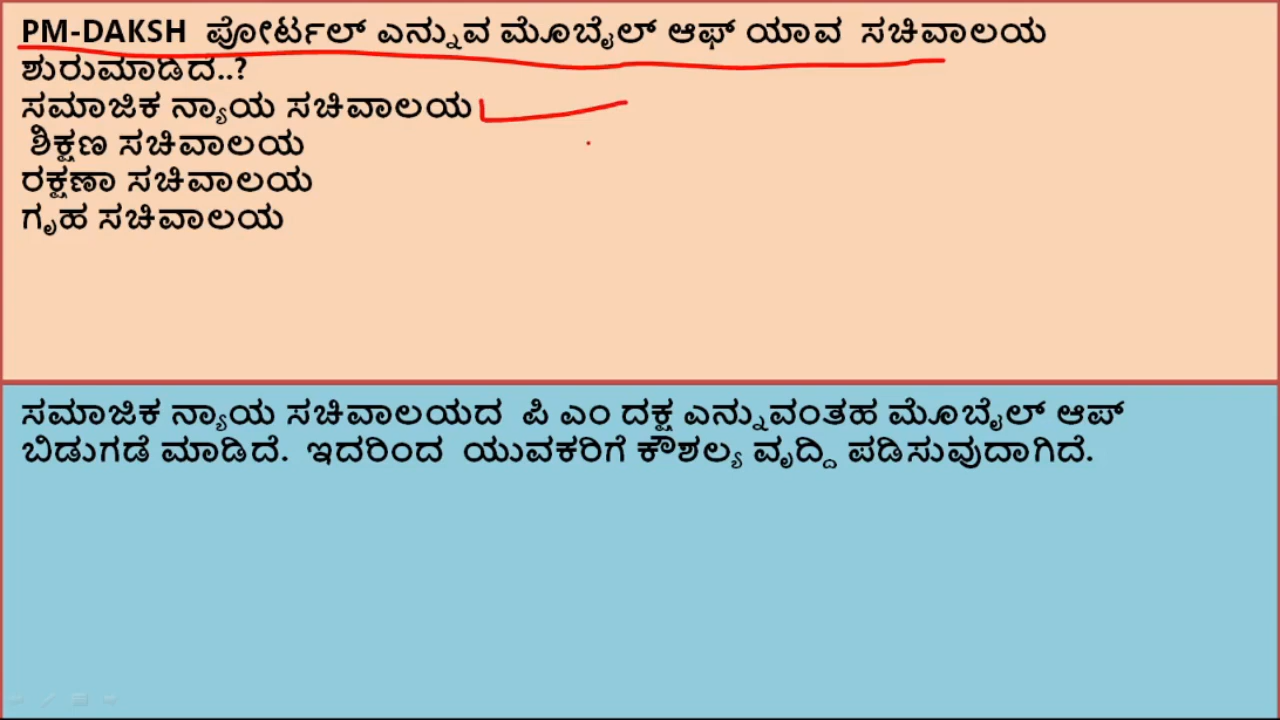 PM-DAKSH ಪೋರ್ಟಲ್ ಎನ್ನುವ ಮೊಬೈಲ್ ಆಫ್ ಯಾವ ಸಚಿವಾಲಯ
ಶುರುಮಾಡಿದೆ..?
ಸಮಾಜಿಕ ನ್ಯಾಯ ಸಚಿವಾಲಯ
ಶಿಕ್ಷಣ ಸಚಿವಾಲಯ
ರಕ್ಷಣಾ ಸಚಿವಾಲಯ
ಗೃಹ ಸಚಿವಾಲಯ
ಸಮಾಜಿಕ ನ್ಯಾಯ ಸಚಿವಾಲಯದ ಪಿ ಎಂ ದಕ್ಷ ಎನ್ನುವಂತಹ ಮೊಬೈಲ್ ಆಪ್
ಬಿಡುಗಡೆ ಮಾಡಿದೆ. ಇದರಿಂದ ಯುವಕರಿಗೆ ಕೌಶಲ್ಯ ವೃದ್ದಿ ಪಡಿಸುವುದಾಗಿದೆ.